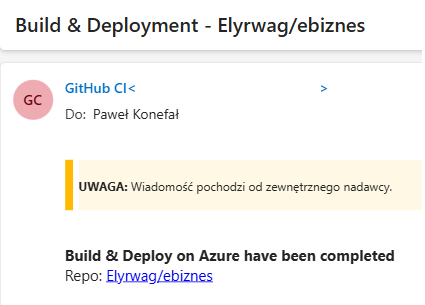 Build & Deployment - Elyrwag/ebiznes
GC
GitHub CI< >
Do: Paweł Konefał
UWAGA: Wiadomość pochodzi od zewnętrznego nadawcy.
Build & Deploy on Azure have been completed
Repo: Elyrwag/ebiznes